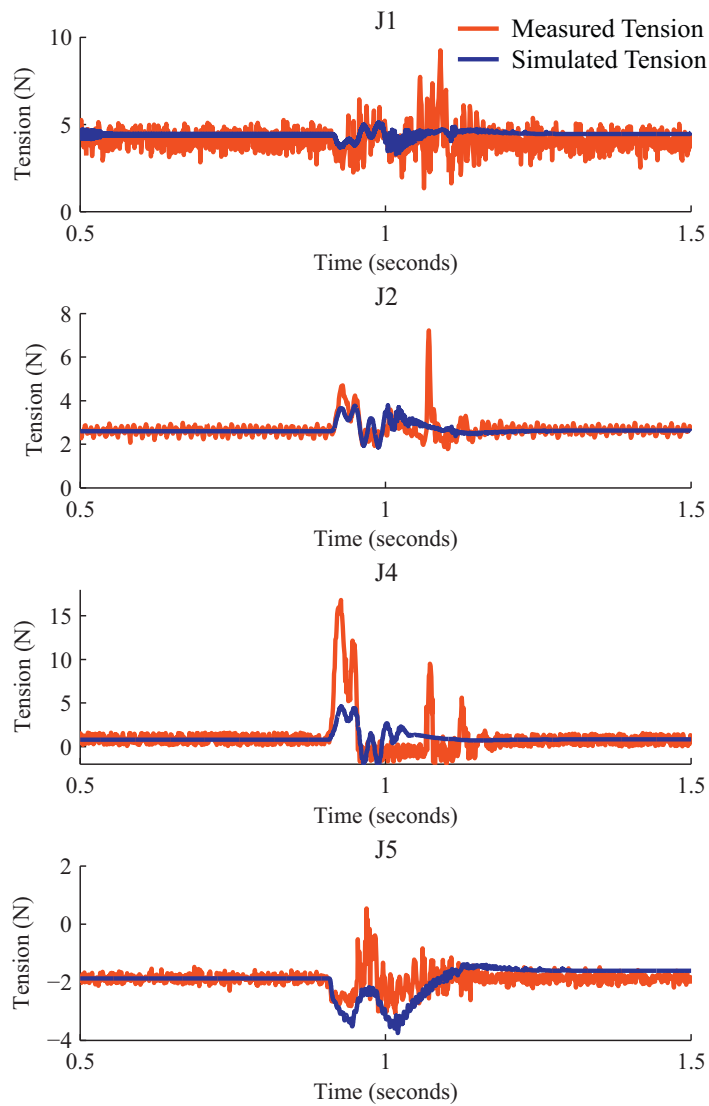 J1
Measured Tension
Simulated Tension
10
5
0
Tension (N)
0.5 1 1.5
Time (seconds)
J2
8
6
4
2
0
Tension (N)
0.5 1 1.5
Time (seconds)
J4
15
10
5
0
Tension (N)
0.5 1 1.5
Time (seconds)
J5
2
0
−2
−4
Tension (N)
0.5 1 1.5
Time (seconds)